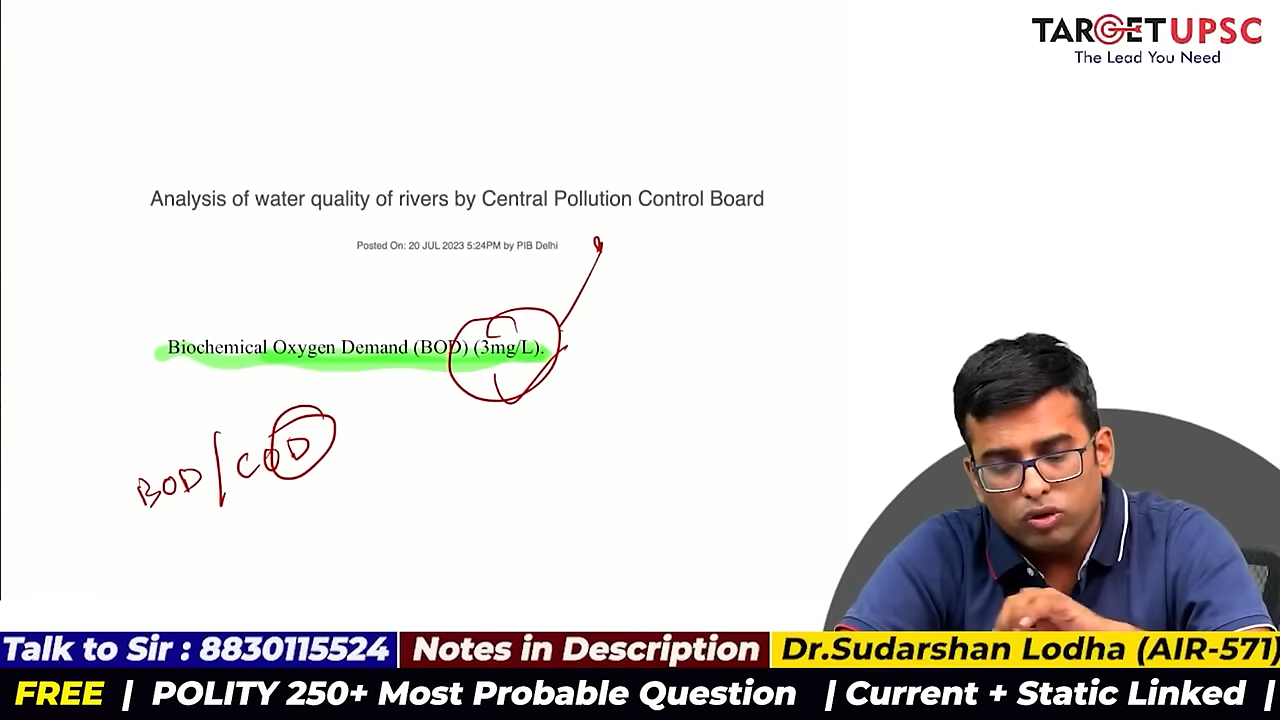 TARGETUPSC
The Lead You Need
Analysis of water quality of rivers by Central Pollution Control Board
Posted On: 20 JUL 2023 5:24PM by PIB Delhi
Biochemical Oxygen Demand (BOD) (3mg/L).
BOD / COD
Talk to Sir : 8830115524 Notes in Description Dr.Sudarshan Lodha (AIR-571)
FREE | POLITY 250+ Most Probable Question | Current + Static Linked |